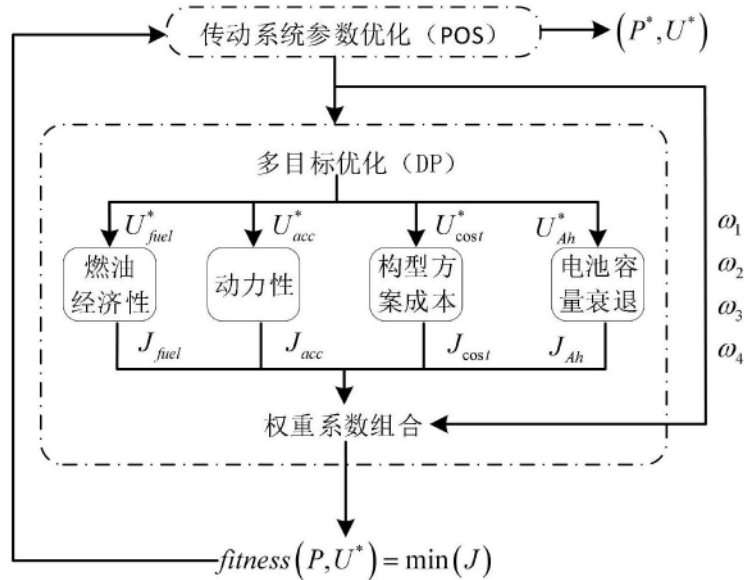 传动系统参数优化（POS）
(P*,U*)
多目标优化（DP）
U*fuel
U*acc
U*cost
U*Ah
ω1
ω2
ω3
ω4
燃油
经济性
动力性
构型方
案成本
电池容
量衰退
Jfuel
Jacc
Jcost
JAh
权重系数组合
fitness(P,U*)=min(J)